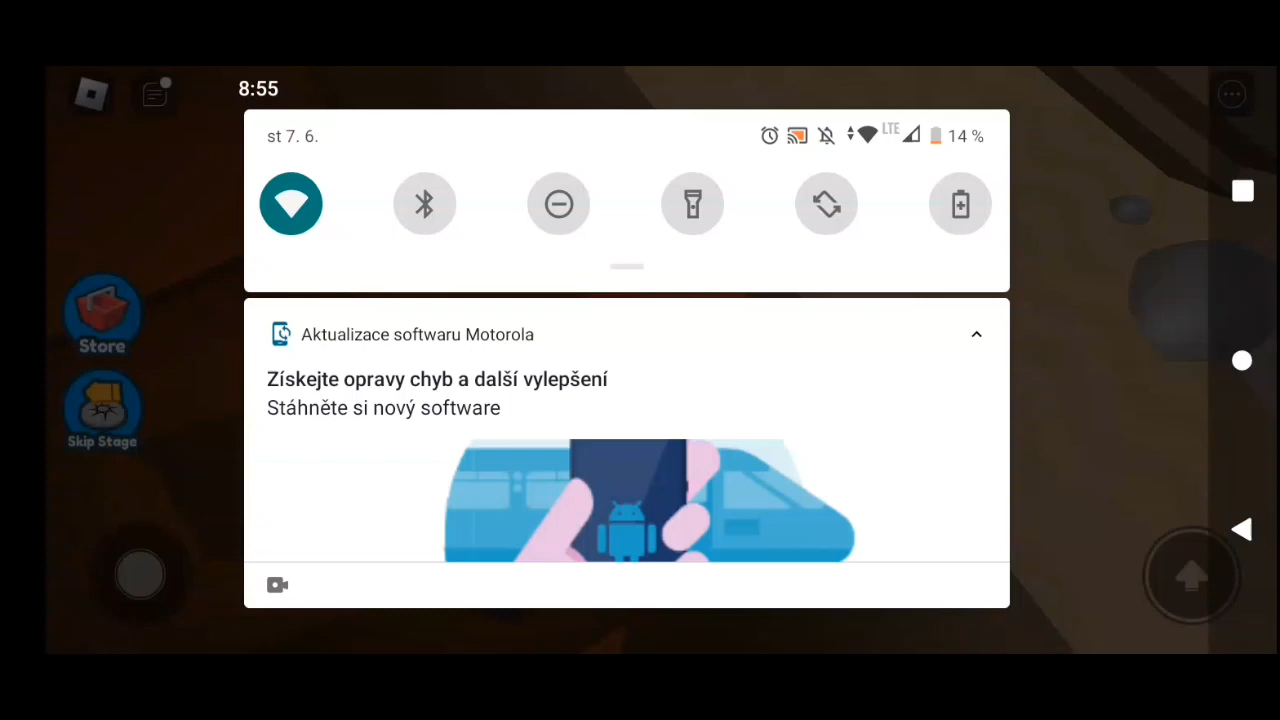 8:55
st 7. 6.
LTE
14 %
Aktualizace softwaru Motorola
Získejte opravy chyb a další vylepšení
Stáhněte si nový software
Store
Skip Stage